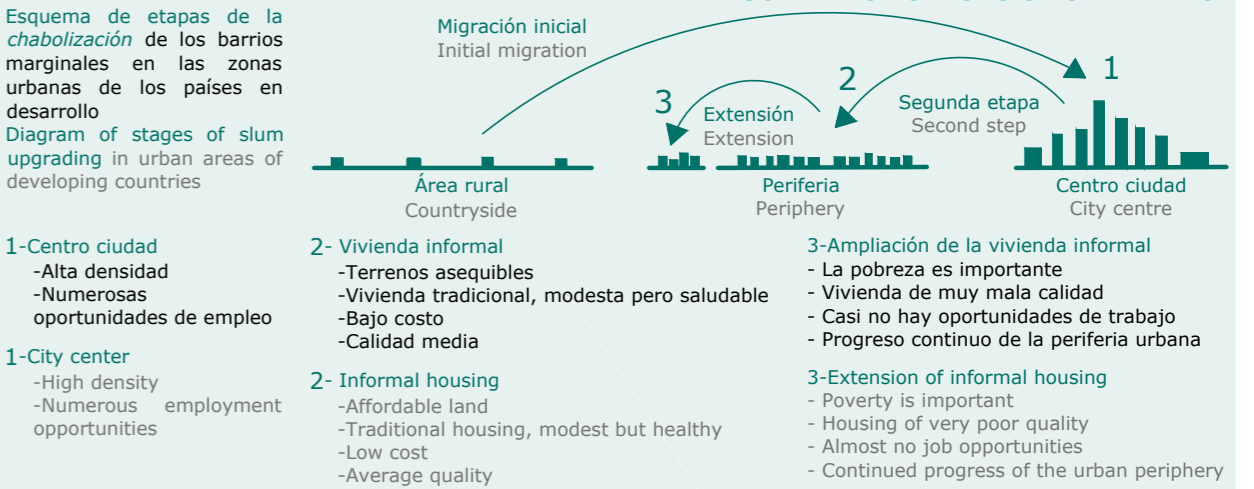 Esquema de etapas de la
chabolización de los barrios
marginales en las zonas
urbanas de los países en
desarrollo
Diagram of stages of slum
upgrading in urban areas of
developing countries
Migración inicial
Initial migration
1
2
3
Extensión
Extension
Segunda etapa
Second step
Área rural
Countryside
Periferia
Periphery
Centro ciudad
City centre
1-Centro ciudad
-Alta densidad
-Numerosas
oportunidades de empleo
1-City center
-High density
-Numerous employment
opportunities
2- Vivienda informal
-Terrenos asequibles
-Vivienda tradicional, modesta pero saludable
-Bajo costo
-Calidad media
2- Informal housing
-Affordable land
-Traditional housing, modest but healthy
-Low cost
-Average quality
3-Ampliación de la vivienda informal
- La pobreza es importante
- Vivienda de muy mala calidad
- Casi no hay oportunidades de trabajo
- Progreso continuo de la periferia urbana
3-Extension of informal housing
- Poverty is important
- Housing of very poor quality
- Almost no job opportunities
- Continued progress of the urban periphery